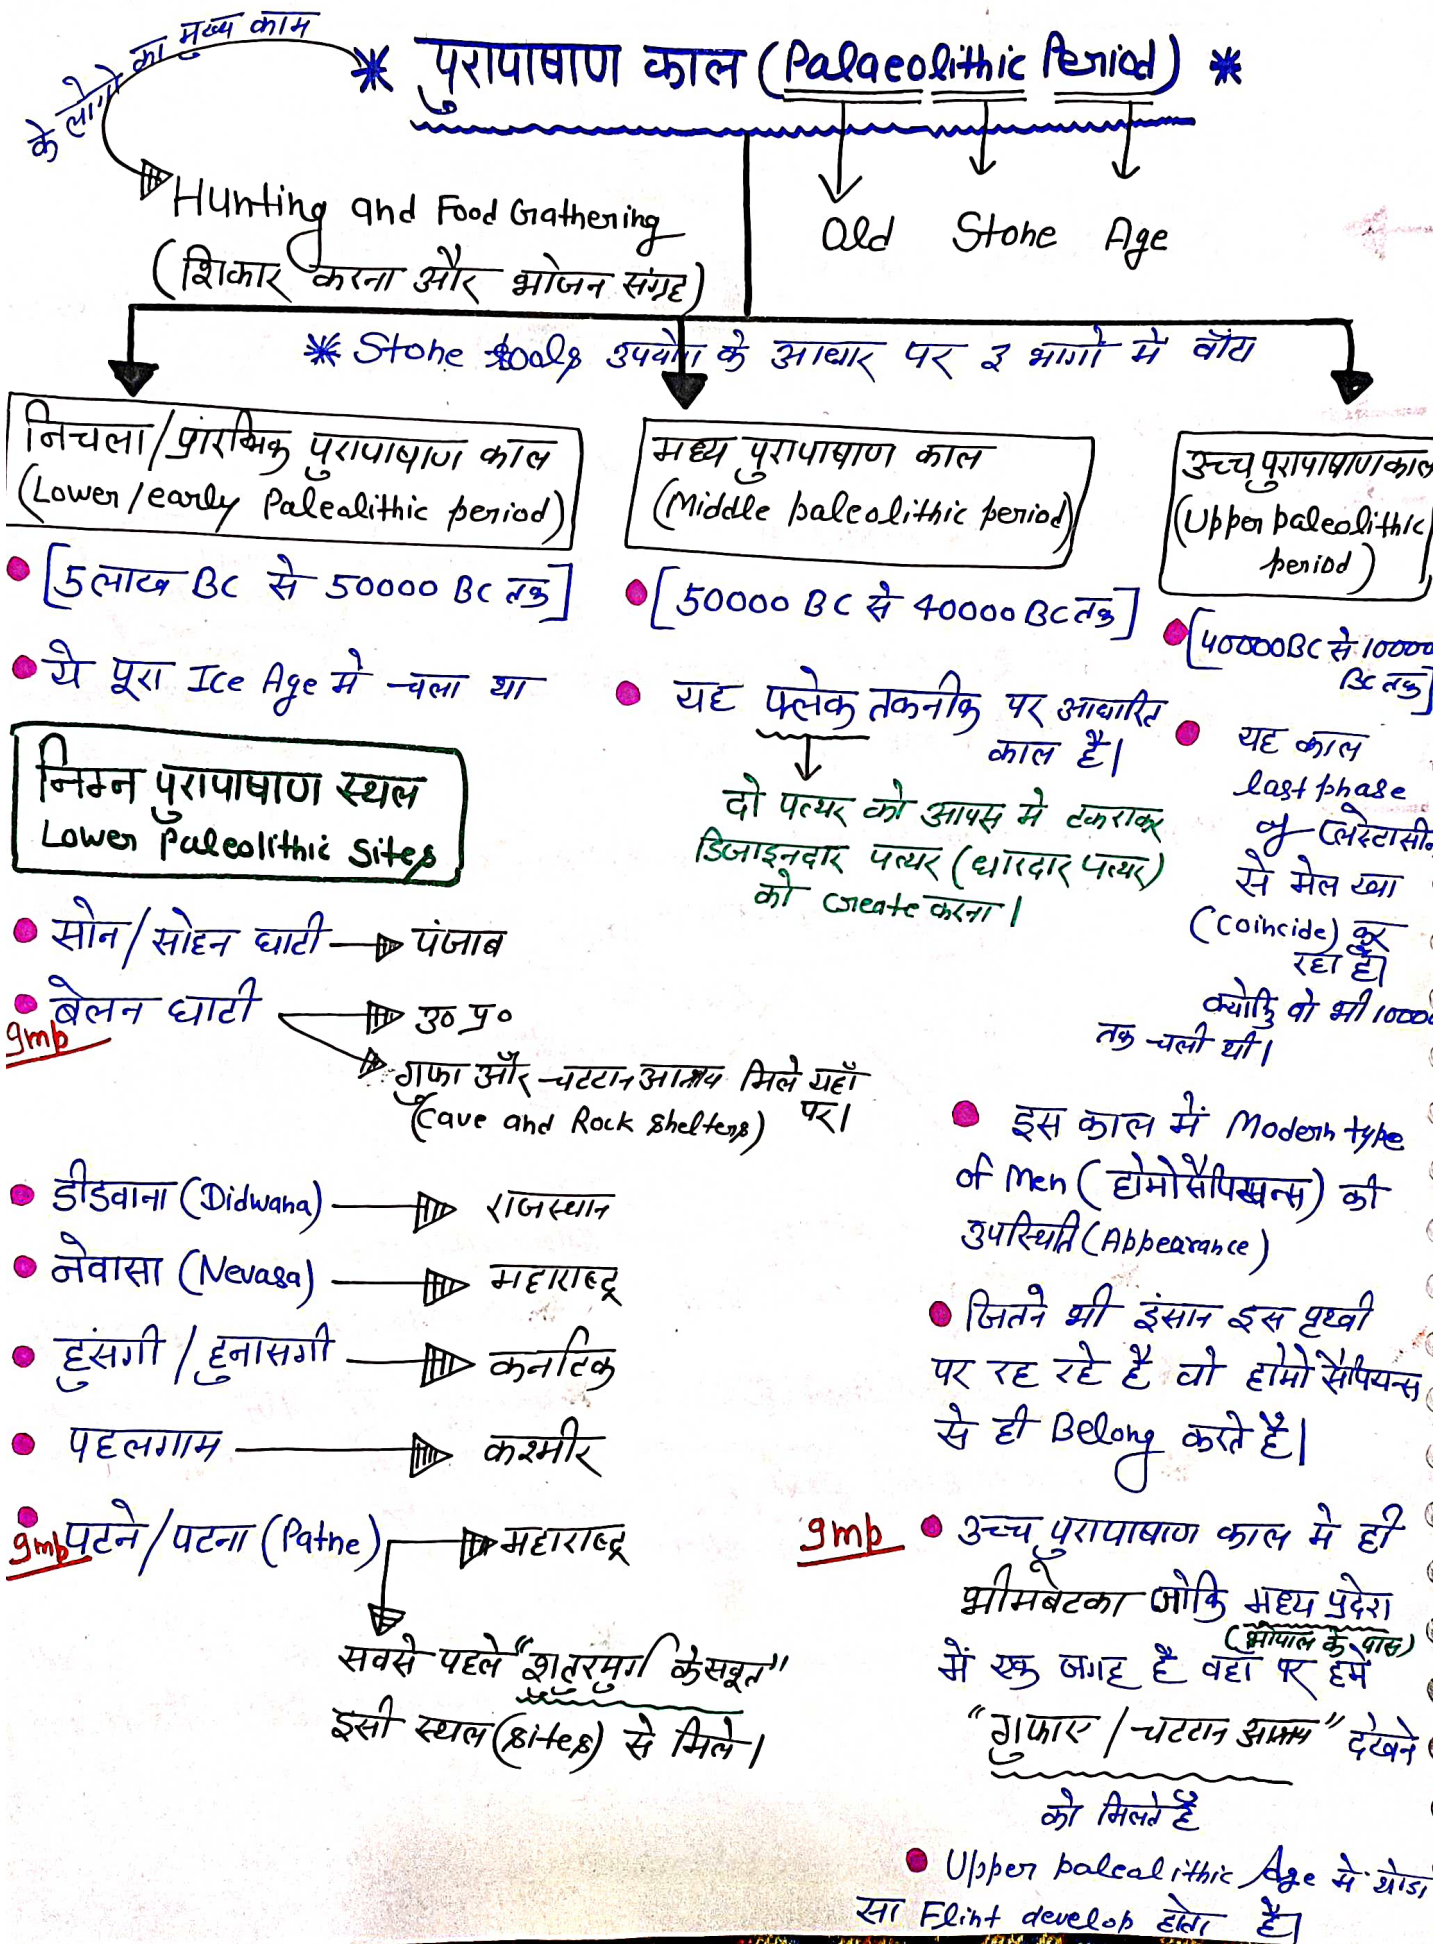 के लोगो का मुख्य काम
* पुरापाषाण काल (Palaeolithic Period) *
Old Stone Age
Hunting and Food Gathering
(शिकार करना और भोजन संग्रह)
* Stone tools उपयोग के आधार पर 3 भागों में बाँटा
निचला/प्रारम्भिक पुरापाषाण काल
(Lower/early Palealithic period)
[5 लाख BC से 50000 BC तक]
ये पूरा Ice Age मे चला था
निम्न पुरापाषाण स्थल
Lower Paleolithic Sites
सोन/सोहन घाटी → पंजाब
बेलन घाटी → उ० प्र०
Imp
गुफा और चटटान आश्रय मिले यहाँ पर।
(Cave and Rock Shelters)
डीडवाना (Didwana) → राजस्थान
नेवासा (Nevasa) → महाराष्ट्र
हुंसगी / हुनासगी → कर्नाटक
पहलगाम → कश्मीर
Imp पटने/पटना (Patne) → महाराष्ट्र
सबसे पहले "शुतुरमुर्ग के सबूत"
इसी स्थल (sites) से मिले।
मध्य पुरापाषाण काल
(Middle paleolithic period)
[50000 BC से 40000 BC तक]
यह फ्लेक तकनीक पर आधारित
काल है।
दो पत्थर को आपस मे टकराकर
डिजाइनदार पत्थर (धारदार पत्थर)
को create करना।
उच्च पुरापाषाण काल
(Upper paleolithic
period)
[40000BC से 10000
BC तक]
यह काल
last phase
of प्लेस्टासीन
से मेल खा
(coincide) कर
रहा है।
क्योकि वो भी 10000
तक चली थी।
इस काल में Modern type
of Men (होमोसैपियन्स) की
उपस्थिति (Appearance)
जितने भी इंसान इस पृथ्वी
पर रह रहे है वो होमो सैपियन्स
से ही Belong करते है।
Imp उच्च पुरापाषाण काल मे ही
भीमबेटका जोकि मध्य प्रदेश
(भोपाल के पास)
में एक जगह है वहाँ पर हमें
"गुफाए / चटटान आश्रय" देखने
को मिलते है
Upper palealithic Age मे थोडा
सा Flint develop होता है।